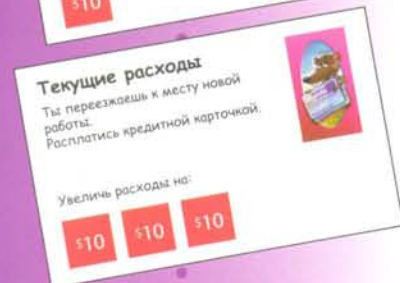 $10
Текущие расходы
Ты переезжаешь к месту новой
работы.
Расплатись кредитной карточкой.
Увеличь расходы на:
$10 $10 $10